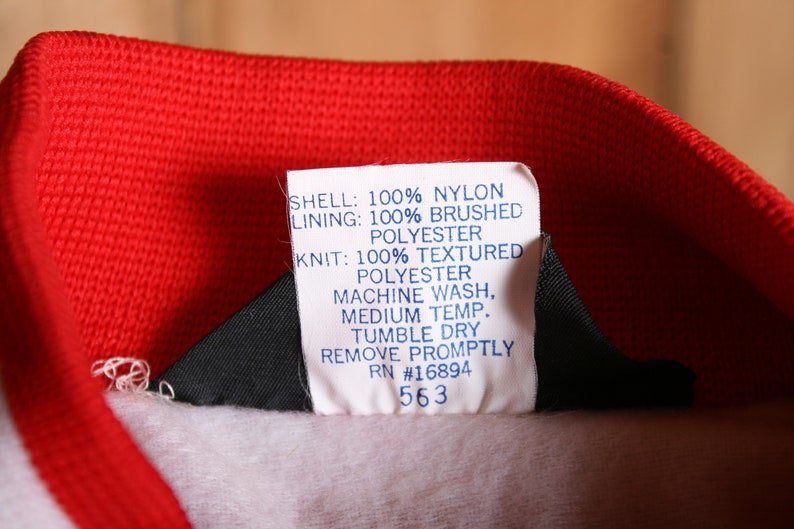 SHELL: 100% NYLON
LINING: 100% BRUSHED
POLYESTER
KNIT: 100% TEXTURED
POLYESTER
MACHINE WASH,
MEDIUM TEMP.
TUMBLE DRY
REMOVE PROMPTLY
RN #16894
563